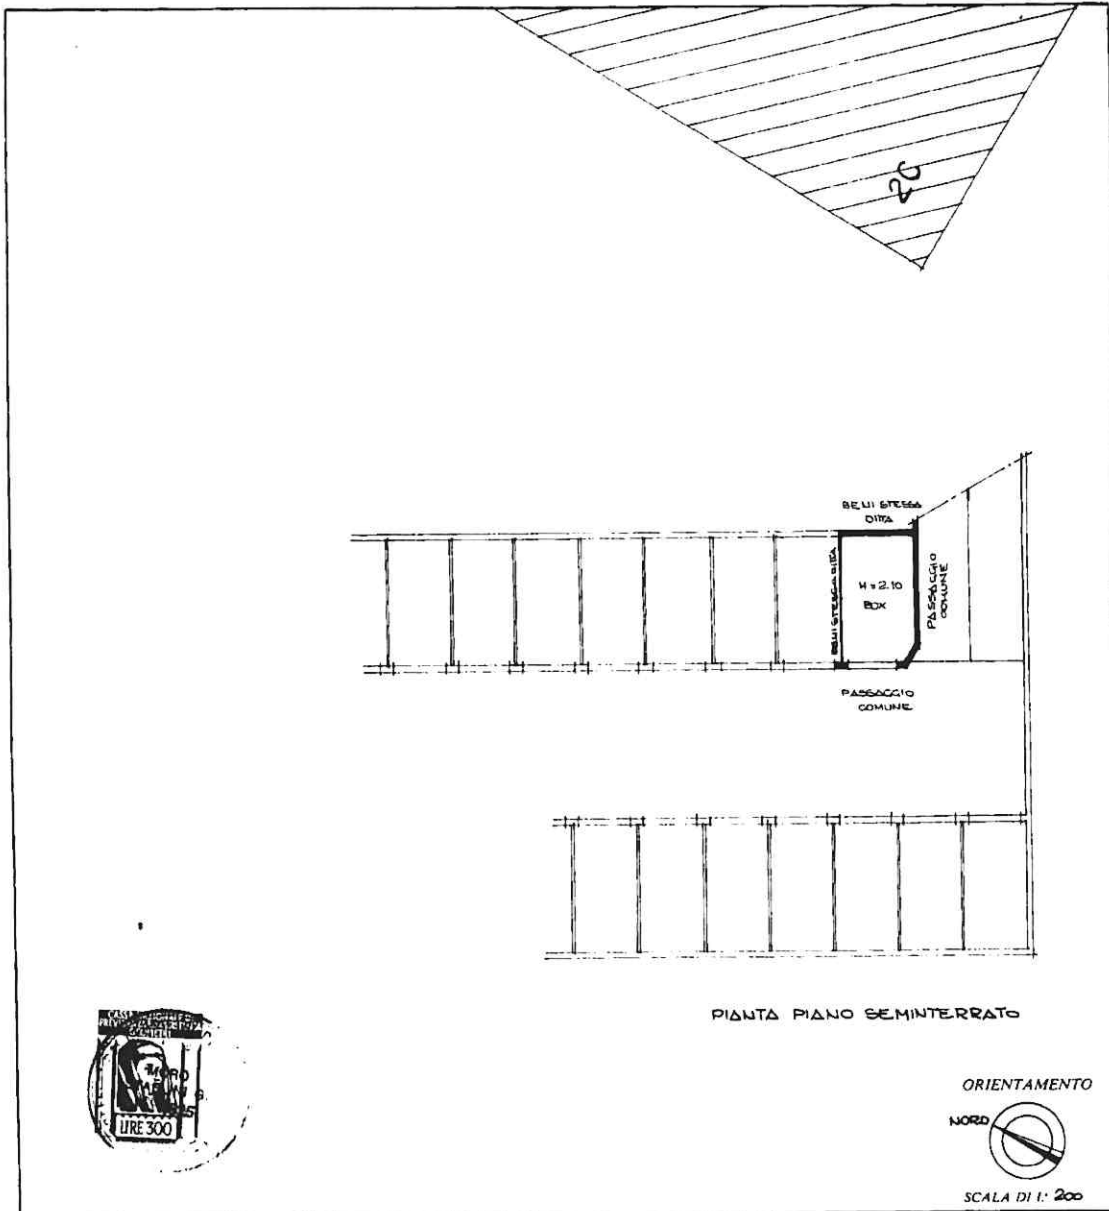 20
BENI STESSA
DITTA
BENI STESSA DITTA
H=2.10
BOX
PASSAGGIO
COMUNE
PASSAGGIO
COMUNE
PIANTA PIANO SEMINTERRATO
LIRE 300
ORIENTAMENTO
NORD
SCALA DI 1: 200